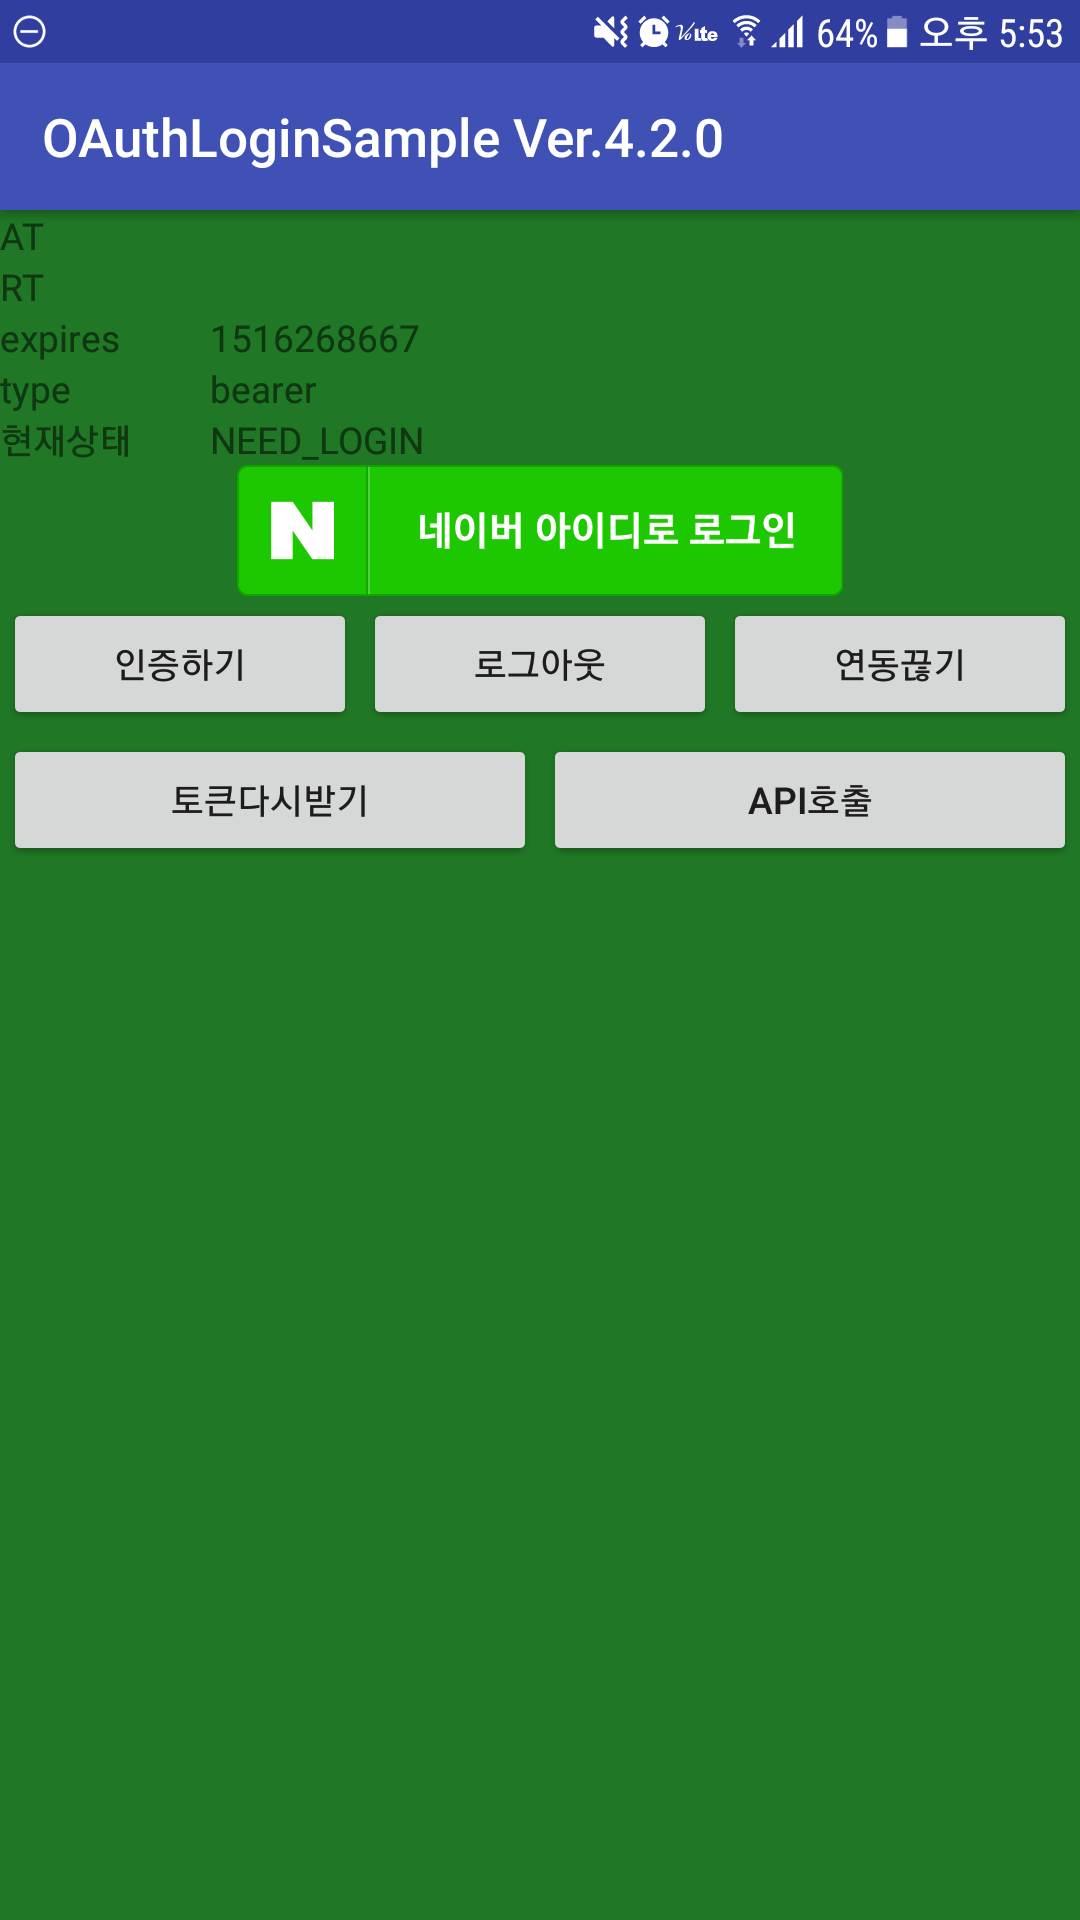 64% 오후 5:53
OAuthLoginSample Ver.4.2.0
AT
RT
expires 1516268667
type bearer
현재상태 NEED_LOGIN
N 네이버 아이디로 로그인
인증하기 로그아웃 연동끊기
토큰다시받기 API호출